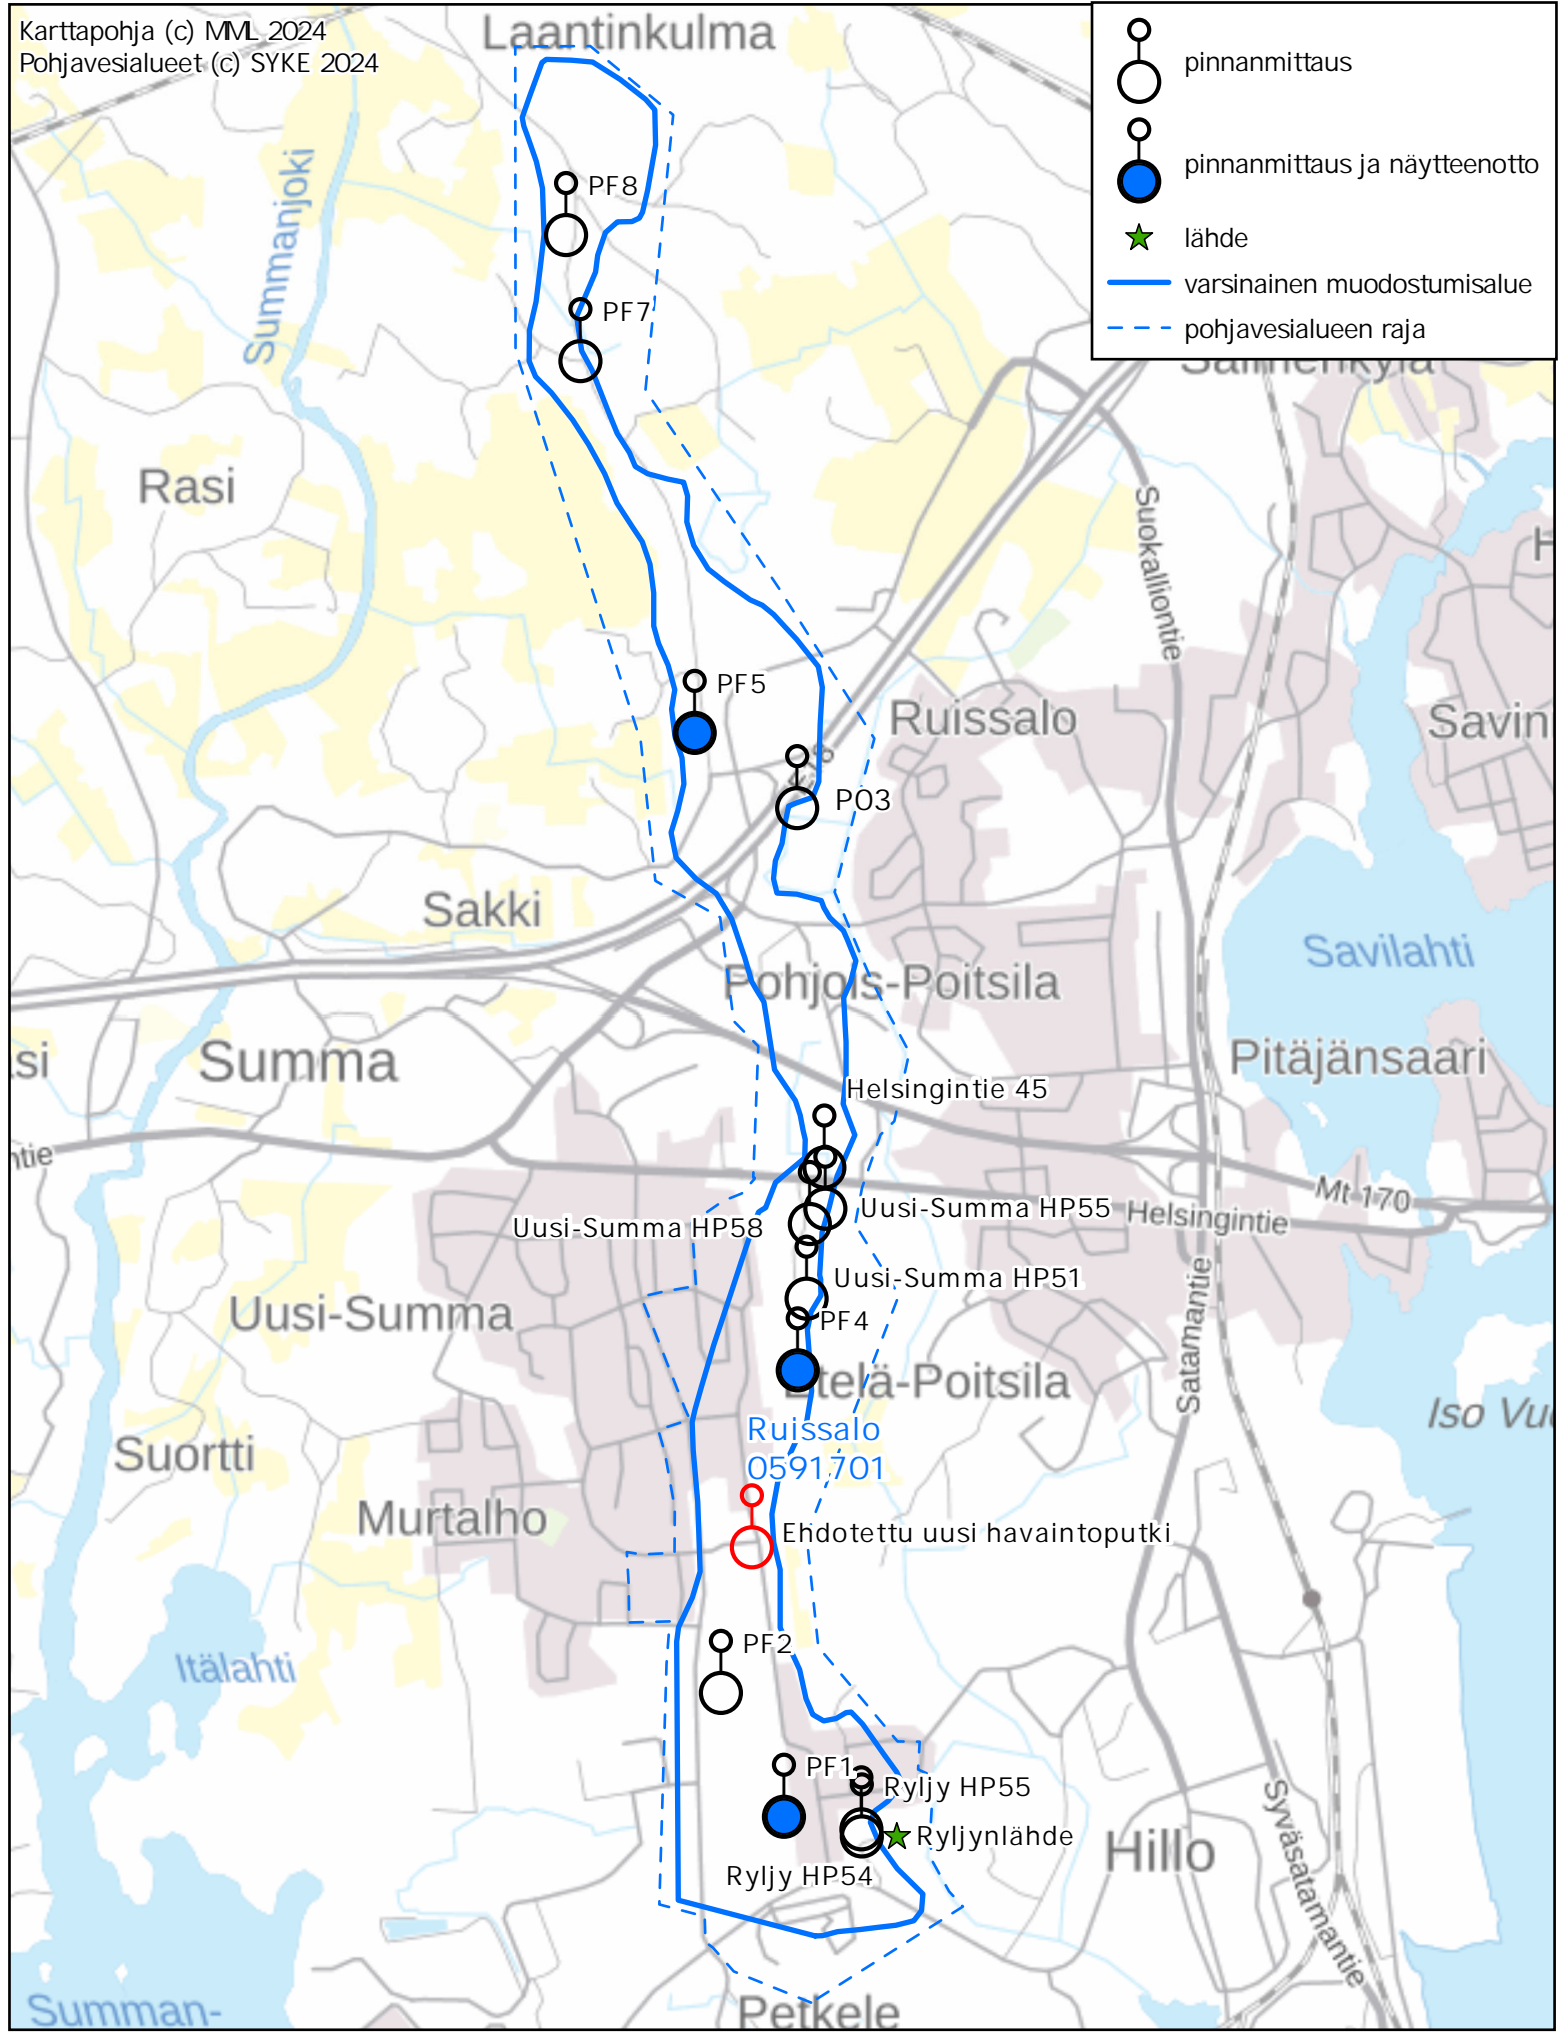 Karttapohja (c) MML 2024
Pohjavesialueet (c) SYKE 2024
Laantinkulma
pinnanmittaus
pinnanmittaus ja näytteenotto
lähde
varsinainen muodostumisalue
pohjavesialueen raja
Summanjoki
PF8
PF7
Rasi
Suokalliontie
PF5
Ruissalo
Savin
PO3
Sakki
Savilahti
Pohjois-Poitsila
Summa
Pitäjänsaari
Helsingintie 45
Mt 170
Uusi-Summa HP55
Helsingintie
Uusi-Summa HP58
Uusi-Summa HP51
Uusi-Summa
PF4
Satamantie
Etelä-Poitsila
Iso Vu
Ruissalo
0591701
Suortti
Murtalho
Ehdotettu uusi havaintoputki
PF2
Itälahti
PF1
Ryljy HP55
Ryljynlähde
Hillo
Ryljy HP54
Syväsatamantie
Summan-
Petkele